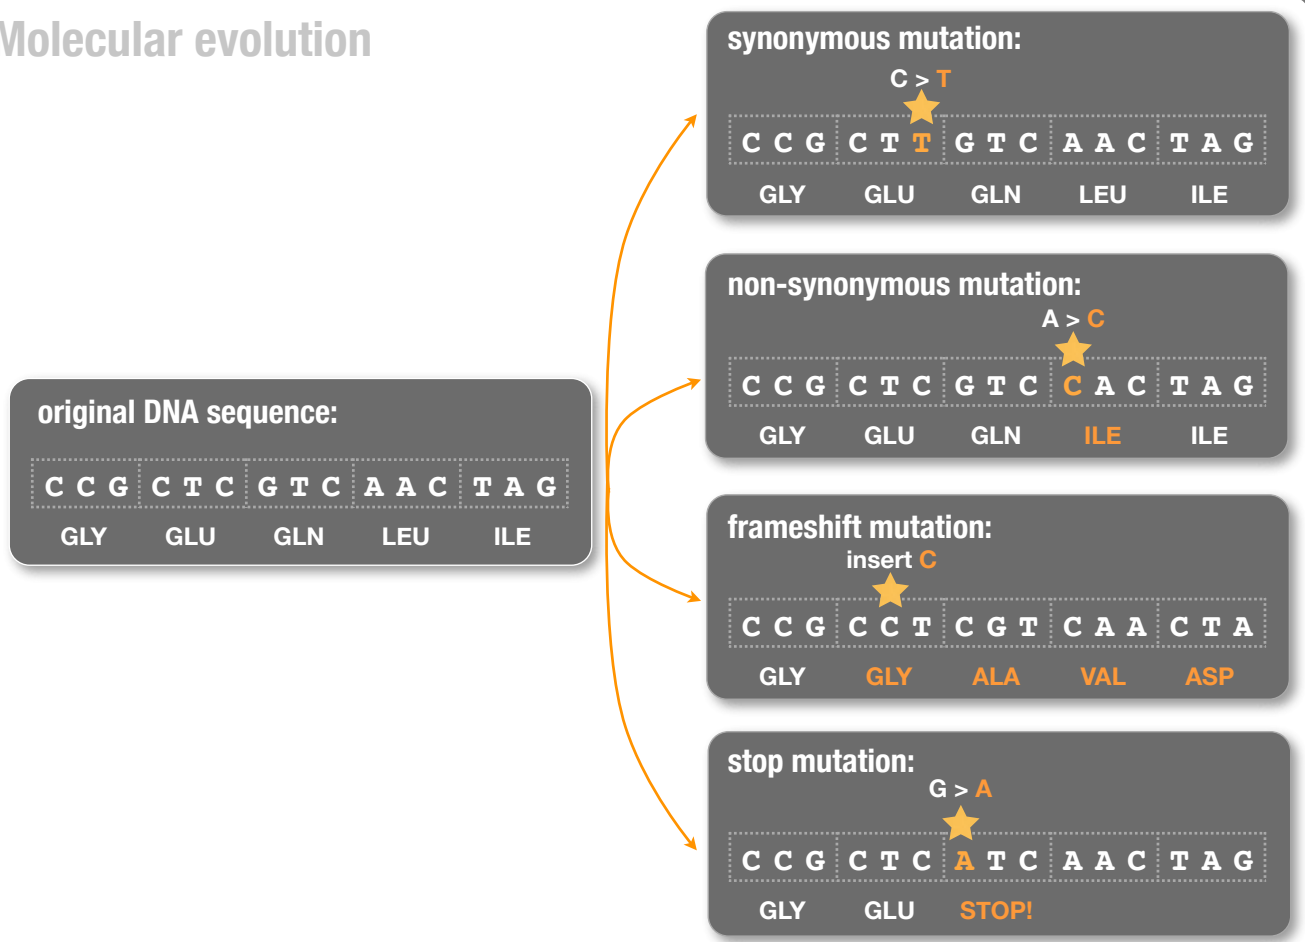 Molecular evolution
original DNA sequence:
C C G C T C G T C A A C T A G
GLY GLU GLN LEU ILE
synonymous mutation:
C > T
C C G C T T G T C A A C T A G
GLY GLU GLN LEU ILE
non-synonymous mutation:
A > C
C C G C T C G T C C A C T A G
GLY GLU GLN ILE ILE
frameshift mutation:
insert C
C C G C C T C G T C A A C T A
GLY GLY ALA VAL ASP
stop mutation:
G > A
C C G C T C A T C A A C T A G
GLY GLU STOP!